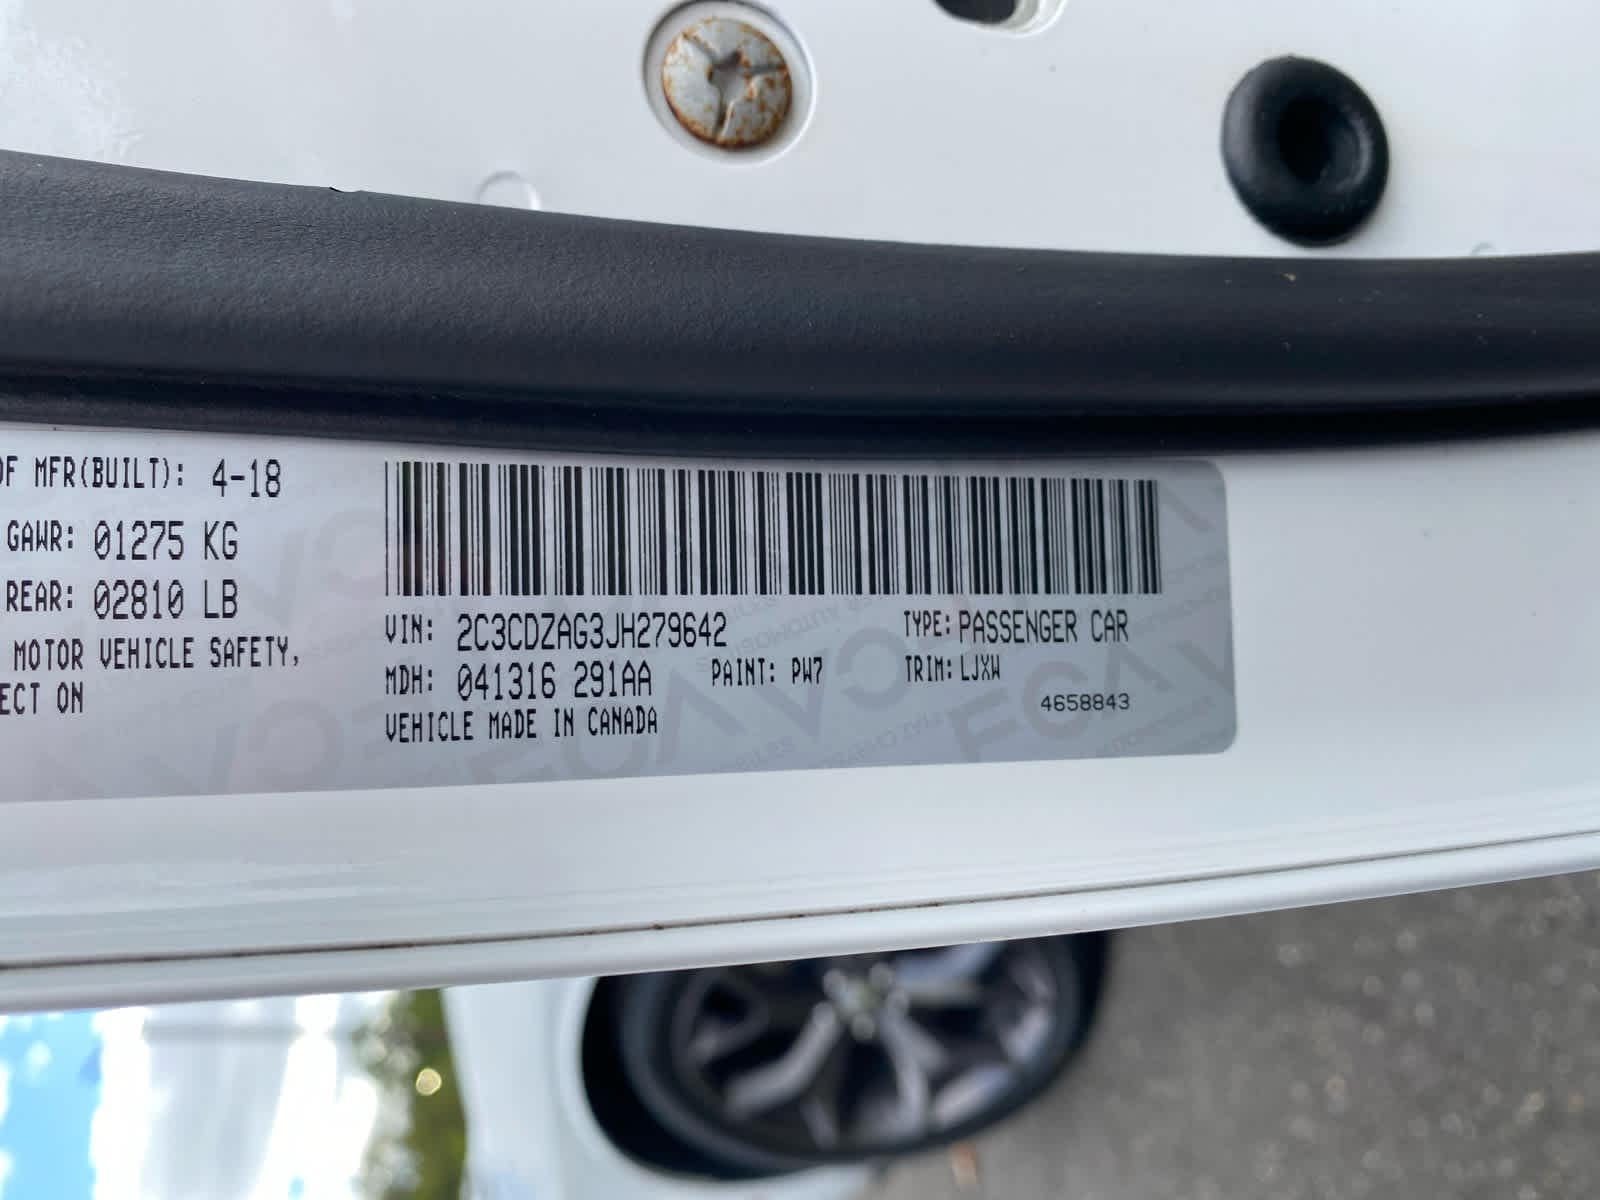 OF MFR(BUILT): 4-18
GAWR: 01275 KG
REAR: 02810 LB
MOTOR VEHICLE SAFETY,
ECT ON
VIN: 2C3CDZAG3JH279642 TYPE: PASSENGER CAR
MDH: 041316 291AA PAINT: PW7 TRIM: LJXW
4658843
VEHICLE MADE IN CANADA